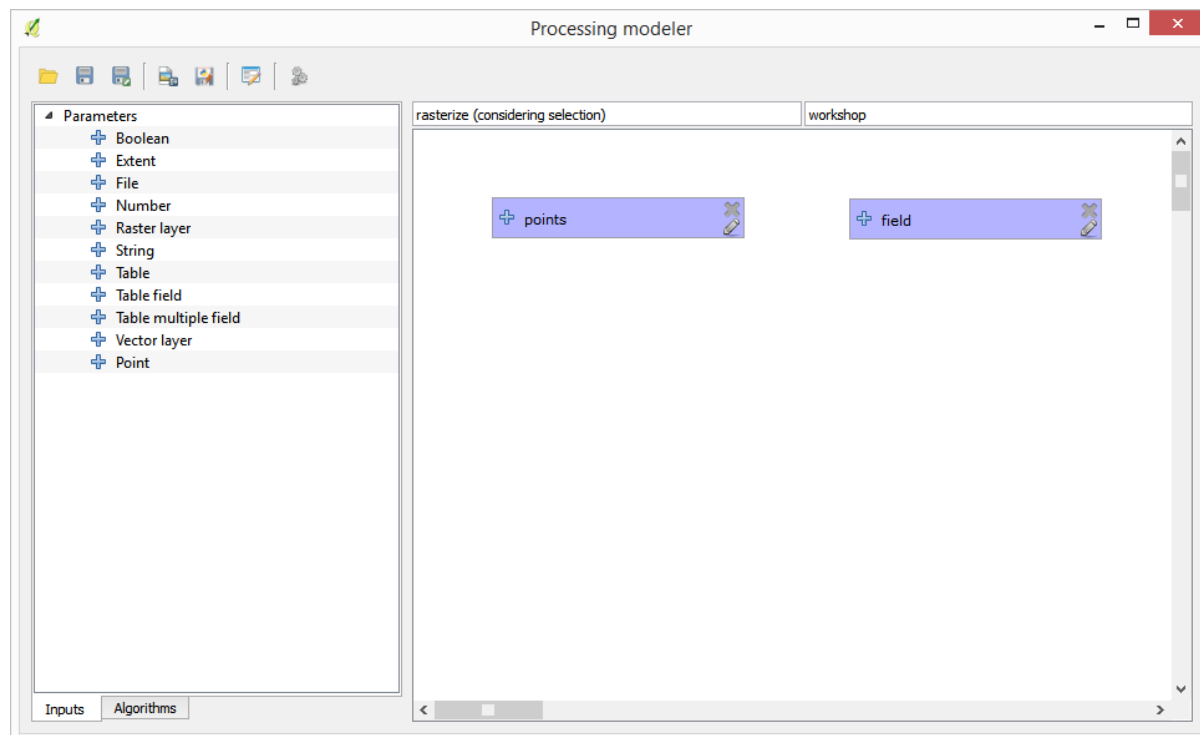 Processing modeler
Parameters
Boolean
Extent
File
Number
Raster layer
String
Table
Table field
Table multiple field
Vector layer
Point
Inputs
Algorithms
rasterize (considering selection)
workshop
points
field